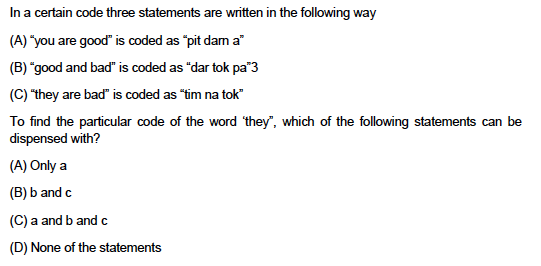 In a certain code three statements are written in the following way
(A) “you are good” is coded as “pit darn a”
(B) “good and bad” is coded as “dar tok pa”3
(C) “they are bad” is coded as “tim na tok”
To find the particular code of the word ‘they”, which of the following statements can be
dispensed with?
(A) Only a
(B) b and c
(C) a and b and c
(D) None of the statements